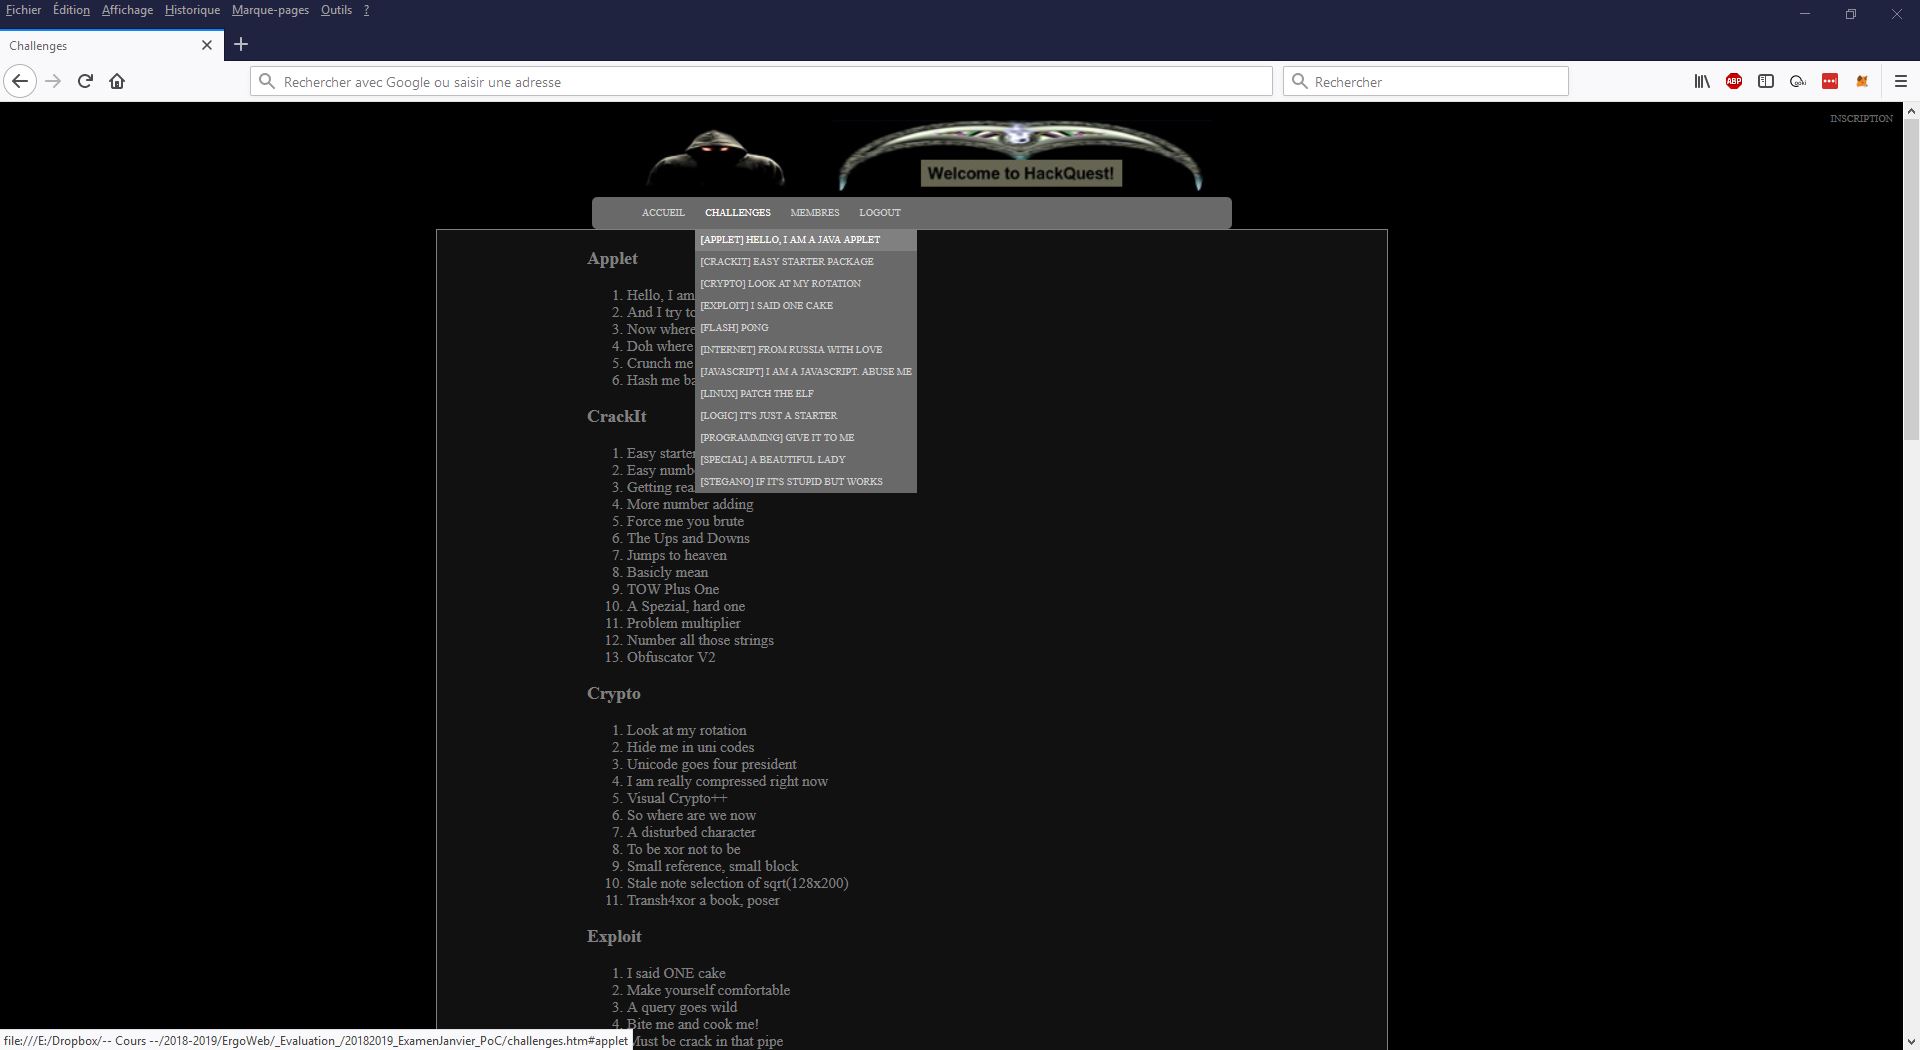 Fichier Édition Affichage Historique Marque-pages Outils ?
Challenges
Rechercher avec Google ou saisir une adresse
Rechercher
ABP
INSCRIPTION
Welcome to HackQuest!
ACCUEIL CHALLENGES MEMBRES LOGOUT
[APPLET] HELLO, I AM A JAVA APPLET
[CRACKIT] EASY STARTER PACKAGE
[CRYPTO] LOOK AT MY ROTATION
[EXPLOIT] I SAID ONE CAKE
[FLASH] PONG
[INTERNET] FROM RUSSIA WITH LOVE
[JAVASCRIPT] I AM A JAVASCRIPT. ABUSE ME
[LINUX] PATCH THE ELF
[LOGIC] IT'S JUST A STARTER
[PROGRAMMING] GIVE IT TO ME
[SPECIAL] A BEAUTIFUL LADY
[STEGANO] IF IT'S STUPID BUT WORKS
Applet
1. Hello, I am
2. And I try to
3. Now where
4. Doh where
5. Crunch me
6. Hash me ba
CrackIt
1. Easy starter
2. Easy numb
3. Getting rea
4. More number adding
5. Force me you brute
6. The Ups and Downs
7. Jumps to heaven
8. Basicly mean
9. TOW Plus One
10. A Spezial, hard one
11. Problem multiplier
12. Number all those strings
13. Obfuscator V2
Crypto
1. Look at my rotation
2. Hide me in uni codes
3. Unicode goes four president
4. I am really compressed right now
5. Visual Crypto++
6. So where are we now
7. A disturbed character
8. To be xor not to be
9. Small reference, small block
10. Stale note selection of sqrt(128x200)
11. Transh4xor a book, poser
Exploit
1. I said ONE cake
2. Make yourself comfortable
3. A query goes wild
4. Bite me and cook me!
Must be crack in that pipe
file:///E:/Dropbox/-- Cours --/2018-2019/ErgoWeb/_Evaluation_/20182019_ExamenJanvier_PoC/challenges.htm#applet